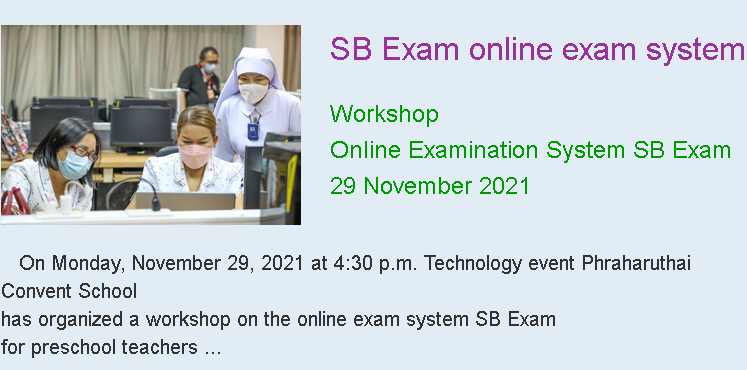 SB Exam online exam system
Workshop
Online Examination System SB Exam
29 November 2021
On Monday, November 29, 2021 at 4:30 p.m. Technology event Phraharuthai
Convent School
has organized a workshop on the online exam system SB Exam
for preschool teachers ...